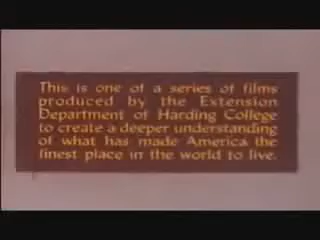 This is one of a series of films
produced by the Extension
Department of Harding College
to create a deeper understanding
of what has made America the
finest place in the world to live.